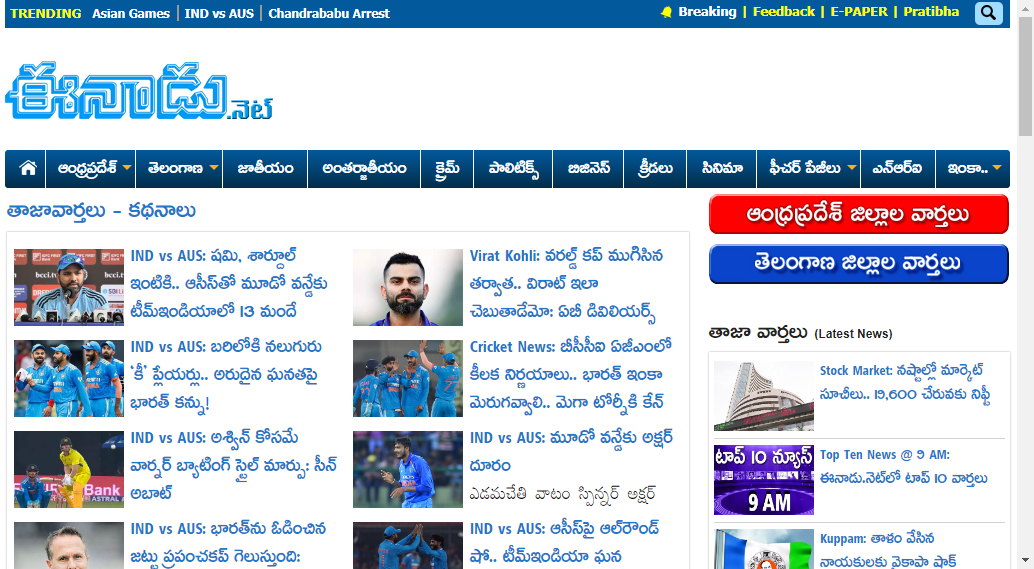 TRENDING Asian Games | IND vs AUS | Chandrababu Arrest
Breaking | Feedback | E-PAPER | Pratibha
ఈనాడు.నెట్
ఆంధ్రప్రదేశ్ తెలంగాణ జాతీయం అంతర్జాతీయం క్రైమ్ పాలిటిక్స్ బిజినెస్ క్రీడలు సినిమా ఫీచర్ పేజీలు ఎన్ఆర్ఐ ఇంకా..
తాజావార్తలు - కథనాలు
IND vs AUS: షమి, శార్దూల్
ఇంటికి.. ఆసీస్‌తో మూడో వన్డేకు
టీమ్‌ఇండియాలో 13 మందే
Virat Kohli: వరల్డ్ కప్ ముగిసిన
తర్వాత.. విరాట్ ఇలా
చెబుతాడేమో: ఏబీ డివిలియర్స్
IND vs AUS: బరిలోకి నలుగురు
‘కీ’ ప్లేయర్లు.. అరుదైన ఘనతపై
భారత్ కన్ను!
Cricket News: బీసీసీఐ ఏజీఎంలో
కీలక నిర్ణయాలు.. భారత్ ఇంకా
మెరుగవ్వాలి.. మెగా టోర్నీకి కేన్
IND vs AUS: అశ్విన్ కోసమే
వార్నర్ బ్యాటింగ్ స్టైల్ మార్పు: సీన్
అబాట్
IND vs AUS: మూడో వన్డేకు అక్షర్
దూరం
ఎడమచేతి వాటం స్పిన్నర్ అక్షర్
IND vs AUS: భారత్‌ను ఓడించిన
జట్టు ప్రపంచకప్ గెలుస్తుంది:
IND vs AUS: ఆసీస్‌పై ఆల్‌రౌండ్
షో.. టీమ్‌ఇండియా ఘన
ఆంధ్రప్రదేశ్ జిల్లాల వార్తలు
తెలంగాణ జిల్లాల వార్తలు
తాజా వార్తలు (Latest News)
Stock Market: నష్టాల్లో మార్కెట్
సూచీలు.. 19,600 చేరువకు నిఫ్టీ
టాప్ 10 న్యూస్
9 AM
Top Ten News @ 9 AM:
ఈనాడు.నెట్‌లో టాప్ 10 వార్తలు
Kuppam: తాళం వేసిన
నాయకులకు వైకాపా షాక్